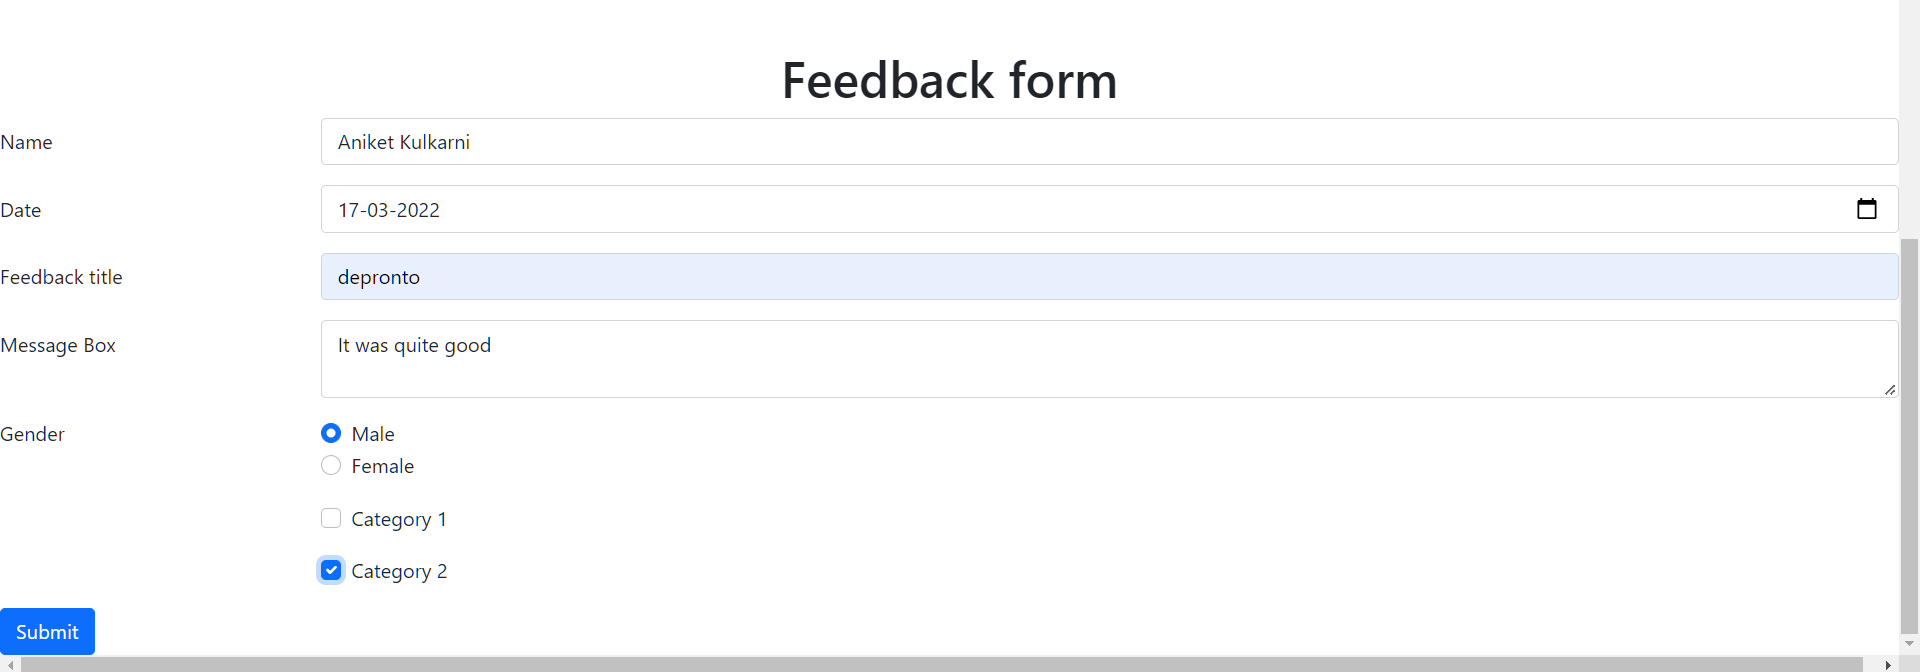 Feedback form
Name Aniket Kulkarni
Date 17-03-2022
Feedback title depronto
Message Box It was quite good
Gender Male
Female
Category 1
Category 2
Submit